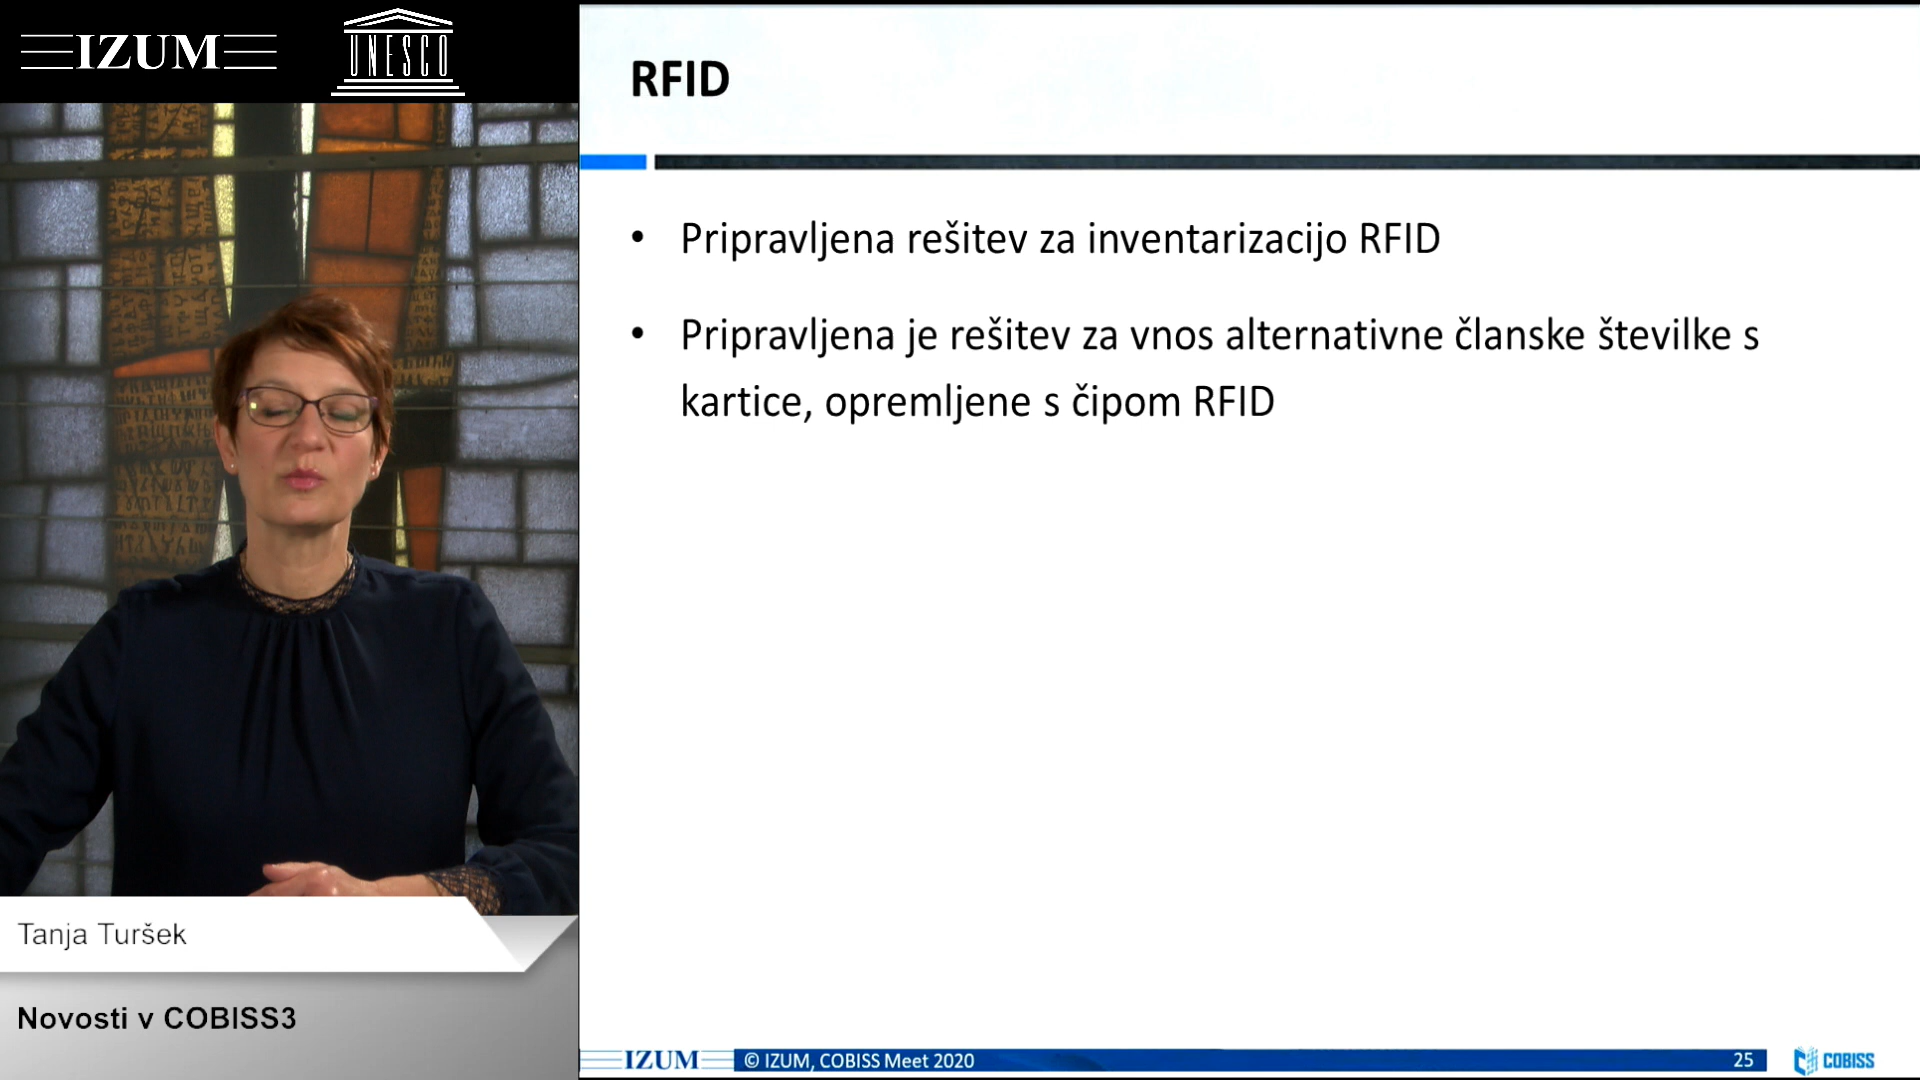 IZUM
UNESCO
RFID
• Pripravljena rešitev za inventarizacijo RFID
• Pripravljena je rešitev za vnos alternativne članske številke s
kartice, opremljene s čipom RFID
Tanja Turšek
Novosti v COBISS3
IZUM
© IZUM, COBISS Meet 2020
25
COBISS